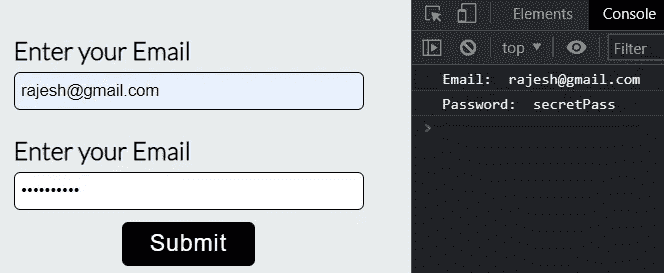 Enter your Email
rajesh@gmail.com
Enter your Email
••••••••••
Submit
Elements Console
top ▼ Filter
Email: rajesh@gmail.com
Password: secretPass
>